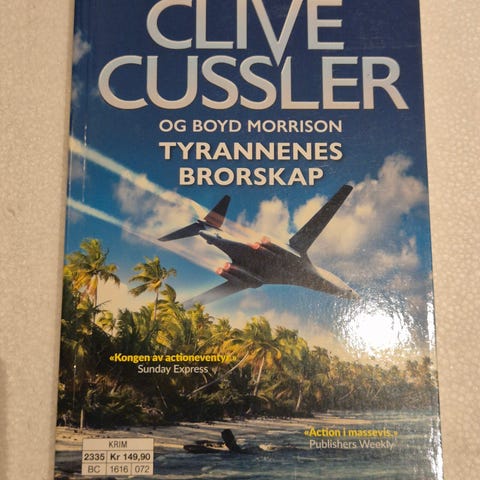 CLIVE
CUSSLER
OG BOYD MORRISON
TYRANNENES
BRORSKAP
«Kongen av actioneventyr.»
Sunday Express
«Action i massevis.»
Publishers Weekly
KRIM
2335 Kr 149,90
BC 1616 072